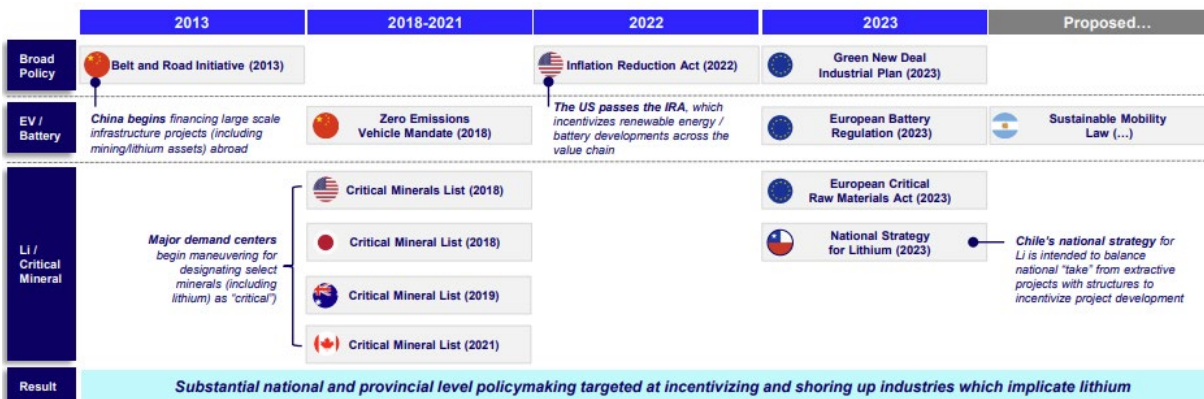 2013
2018-2021
2022
2023
Proposed...
Broad
Policy
Belt and Road Initiative (2013)
Inflation Reduction Act (2022)
Green New Deal
Industrial Plan (2023)
China begins financing large scale
infrastructure projects (including
mining/lithium assets) abroad
The US passes the IRA, which
incentivizes renewable energy /
battery developments across the
value chain
EV /
Battery
Zero Emissions
Vehicle Mandate (2018)
European Battery
Regulation (2023)
Sustainable Mobility
Law (...)
Li /
Critical
Mineral
Major demand centers
begin maneuvering for
designating select
minerals (including
lithium) as "critical")
Critical Minerals List (2018)
Critical Mineral List (2018)
Critical Mineral List (2019)
Critical Mineral List (2021)
European Critical
Raw Materials Act (2023)
National Strategy
for Lithium (2023)
Chile's national strategy for
Li is intended to balance
national "take" from extractive
projects with structures to
incentivize project development
Result
Substantial national and provincial level policymaking targeted at incentivizing and shoring up industries which implicate lithium